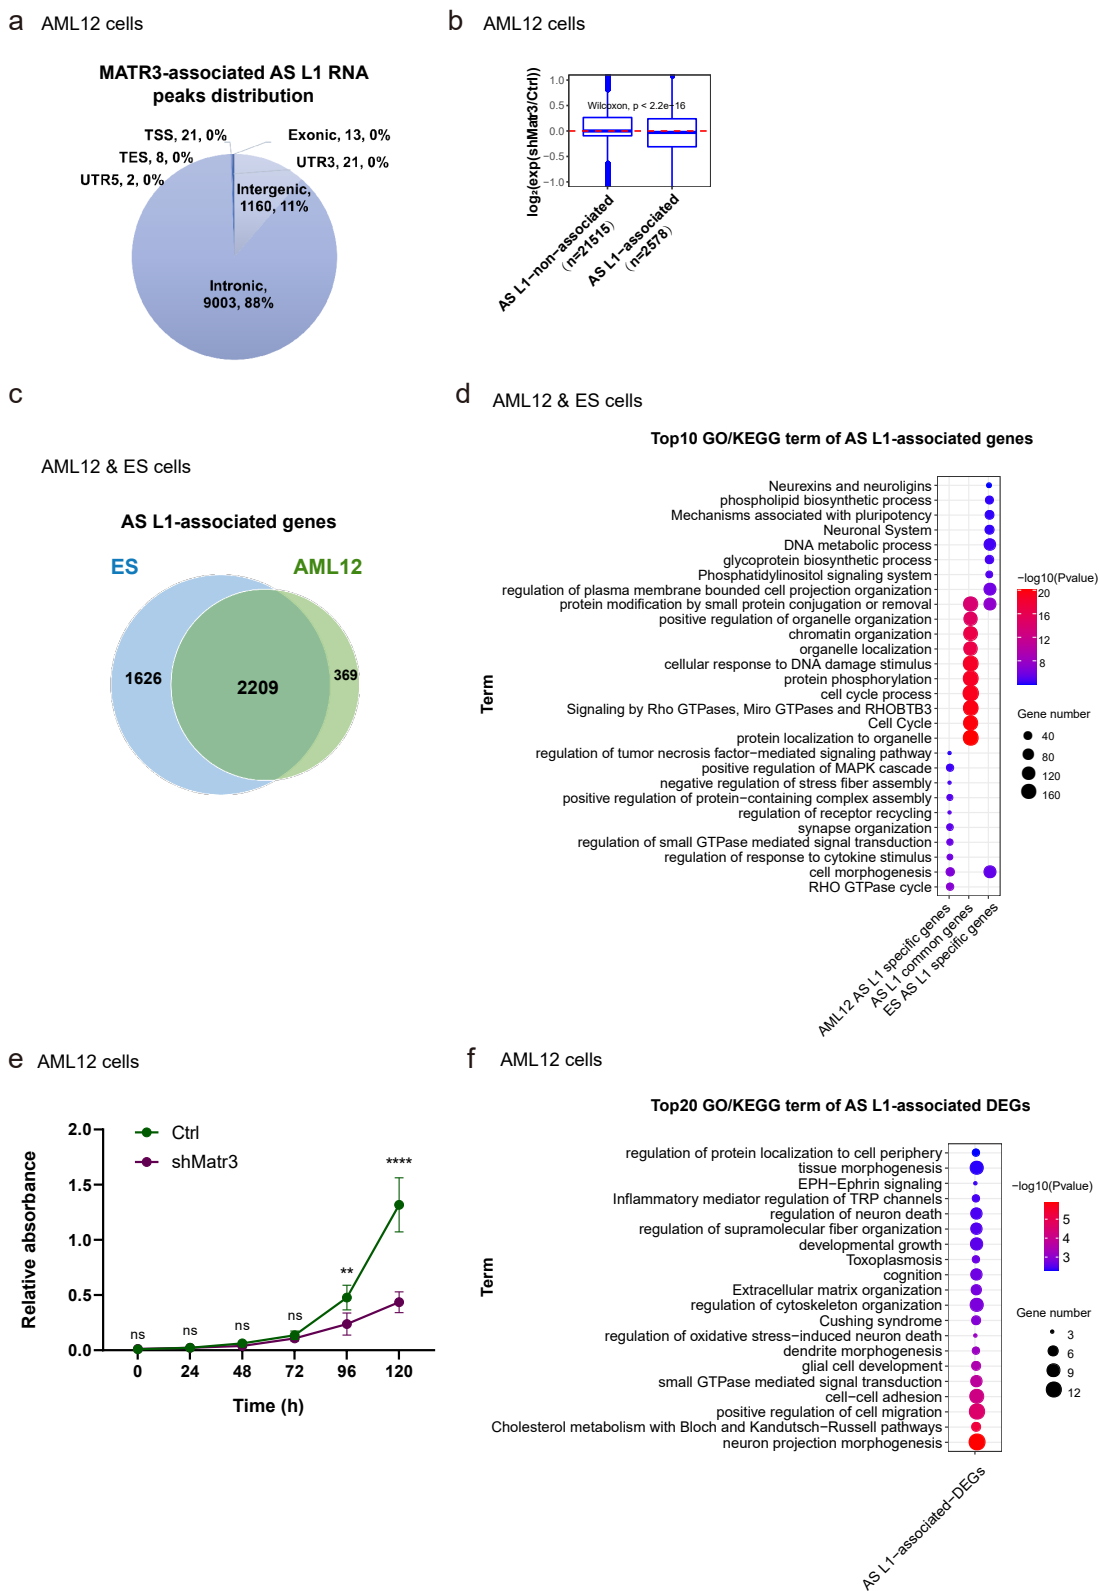 a AML12 cells
MATR3-associated AS L1 RNA
peaks distribution
TSS, 21, 0%
Exonic, 13, 0%
TES, 8, 0%
UTR3, 21, 0%
UTR5, 2, 0%
Intergenic,
1160, 11%
Intronic,
9003, 88%
b AML12 cells
log₂(exp(shMatr3/Ctrl))
1.0
0.5
0.0
−0.5
−1.0
Wilcoxon, p < 2.2e−16
AS L1−non−associated
(n=21515)
AS L1−associated
(n=2578)
c
AML12 & ES cells
AS L1-associated genes
ES
AML12
1626
2209
369
d AML12 & ES cells
Top10 GO/KEGG term of AS L1-associated genes
Term
Neurexins and neuroligins
phospholipid biosynthetic process
Mechanisms associated with pluripotency
Neuronal System
DNA metabolic process
glycoprotein biosynthetic process
Phosphatidylinositol signaling system
regulation of plasma membrane bounded cell projection organization
protein modification by small protein conjugation or removal
positive regulation of organelle organization
chromatin organization
organelle localization
cellular response to DNA damage stimulus
protein phosphorylation
cell cycle process
Signaling by Rho GTPases, Miro GTPases and RHOBTB3
Cell Cycle
protein localization to organelle
regulation of tumor necrosis factor−mediated signaling pathway
positive regulation of MAPK cascade
negative regulation of stress fiber assembly
positive regulation of protein−containing complex assembly
regulation of receptor recycling
synapse organization
regulation of small GTPase mediated signal transduction
regulation of response to cytokine stimulus
cell morphogenesis
RHO GTPase cycle
AML12 AS L1 specific genes
AS L1 common genes
ES AS L1 specific genes
−log10(Pvalue)
20
16
12
8
Gene number
40
80
120
160
e AML12 cells
Relative absorbance
2.0
1.5
1.0
0.5
0.0
Ctrl
shMatr3
ns
ns
ns
ns
**
****
0 24 48 72 96 120
Time (h)
f AML12 cells
Top20 GO/KEGG term of AS L1-associated DEGs
Term
regulation of protein localization to cell periphery
tissue morphogenesis
EPH−Ephrin signaling
Inflammatory mediator regulation of TRP channels
regulation of neuron death
regulation of supramolecular fiber organization
developmental growth
Toxoplasmosis
cognition
Extracellular matrix organization
regulation of cytoskeleton organization
Cushing syndrome
regulation of oxidative stress−induced neuron death
dendrite morphogenesis
glial cell development
small GTPase mediated signal transduction
cell−cell adhesion
positive regulation of cell migration
Cholesterol metabolism with Bloch and Kandutsch−Russell pathways
neuron projection morphogenesis
AS L1−associated−DEGs
−log10(Pvalue)
5
4
3
Gene number
3
6
9
12